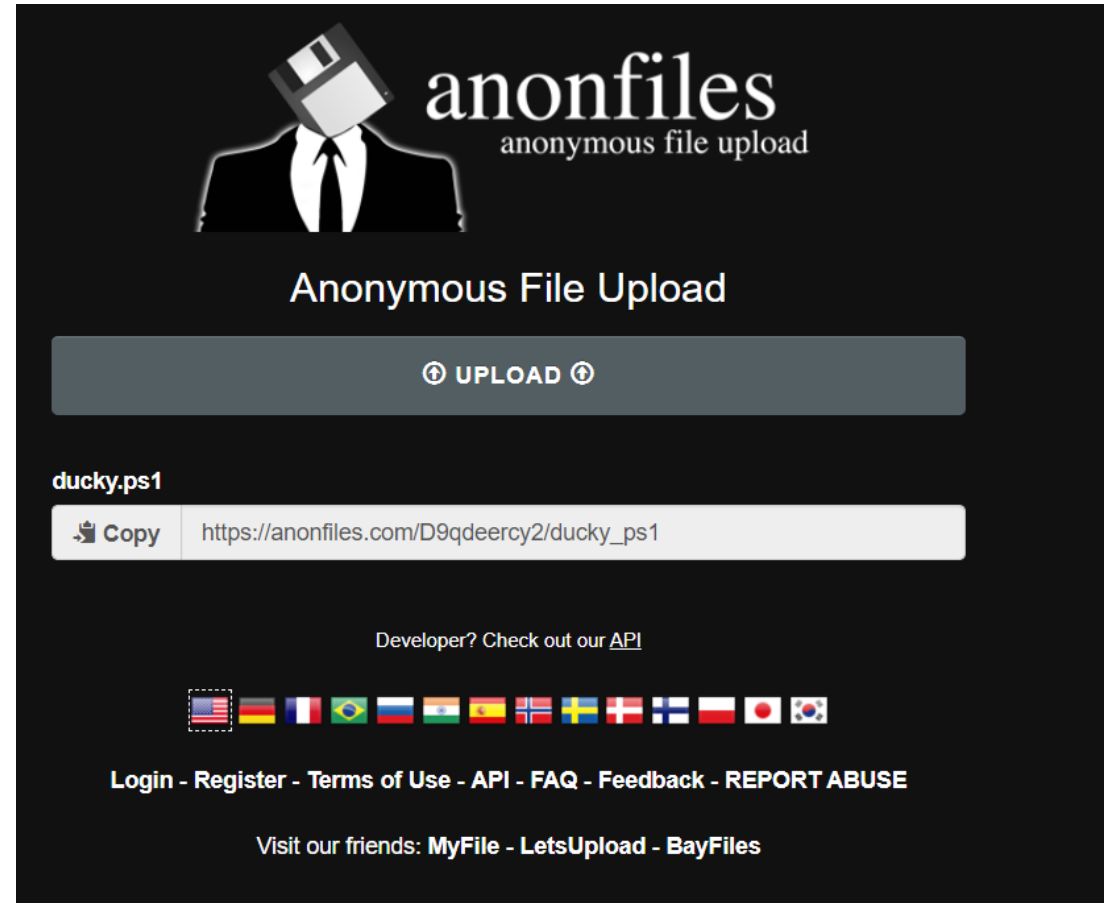 anonfiles
anonymous file upload
Anonymous File Upload
UPLOAD
ducky.ps1
Copy https://anonfiles.com/D9qdeercy2/ducky_ps1
Developer? Check out our API
Login - Register - Terms of Use - API - FAQ - Feedback - REPORT ABUSE
Visit our friends: MyFile - LetsUpload - BayFiles